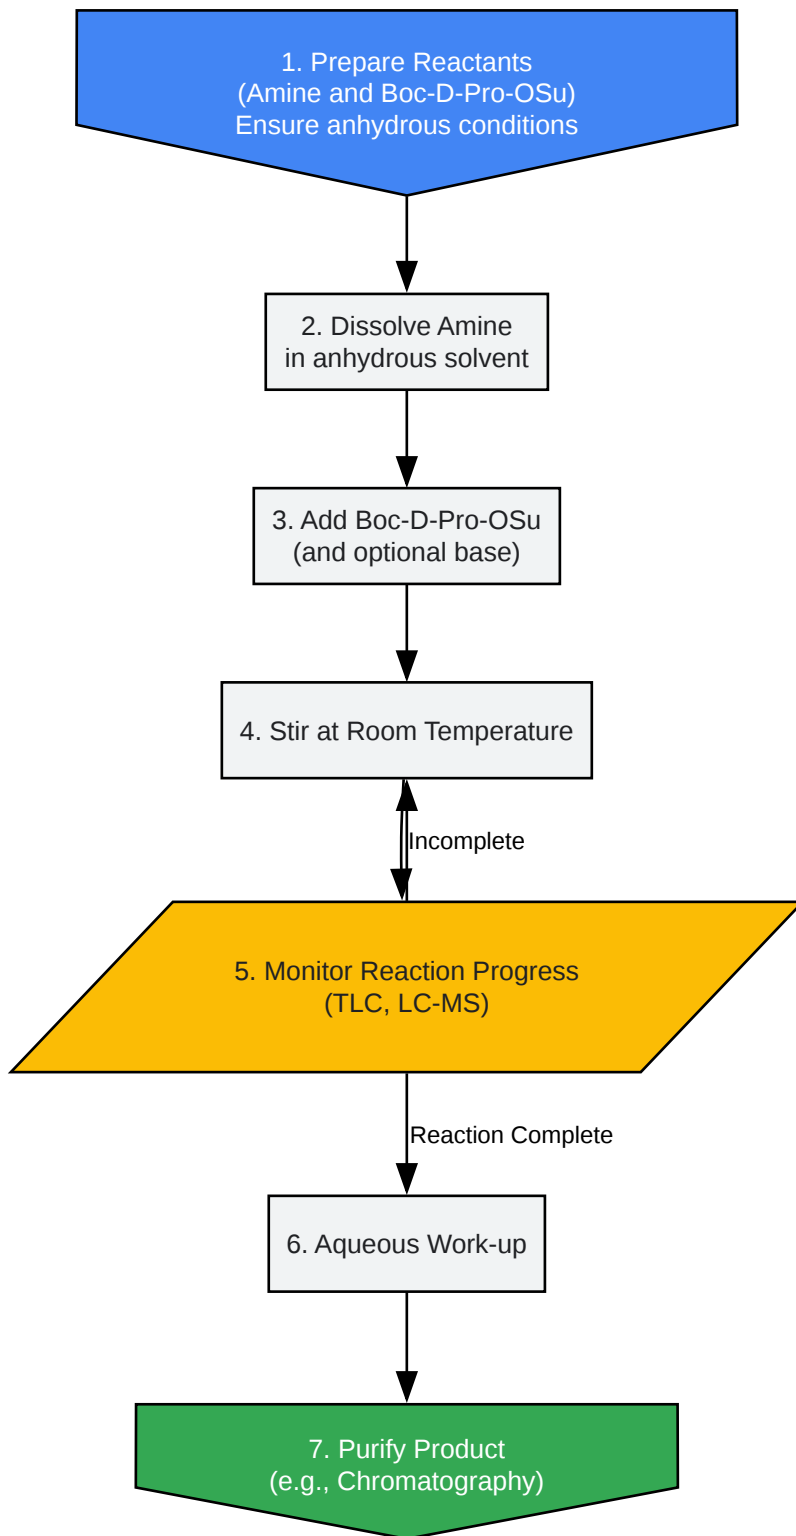 1. Prepare Reactants
(Amine and Boc-D-Pro-OSu)
Ensure anhydrous conditions
2. Dissolve Amine
in anhydrous solvent
3. Add Boc-D-Pro-OSu
(and optional base)
4. Stir at Room Temperature
Incomplete
5. Monitor Reaction Progress
(TLC, LC-MS)
Reaction Complete
6. Aqueous Work-up
7. Purify Product
(e.g., Chromatography)